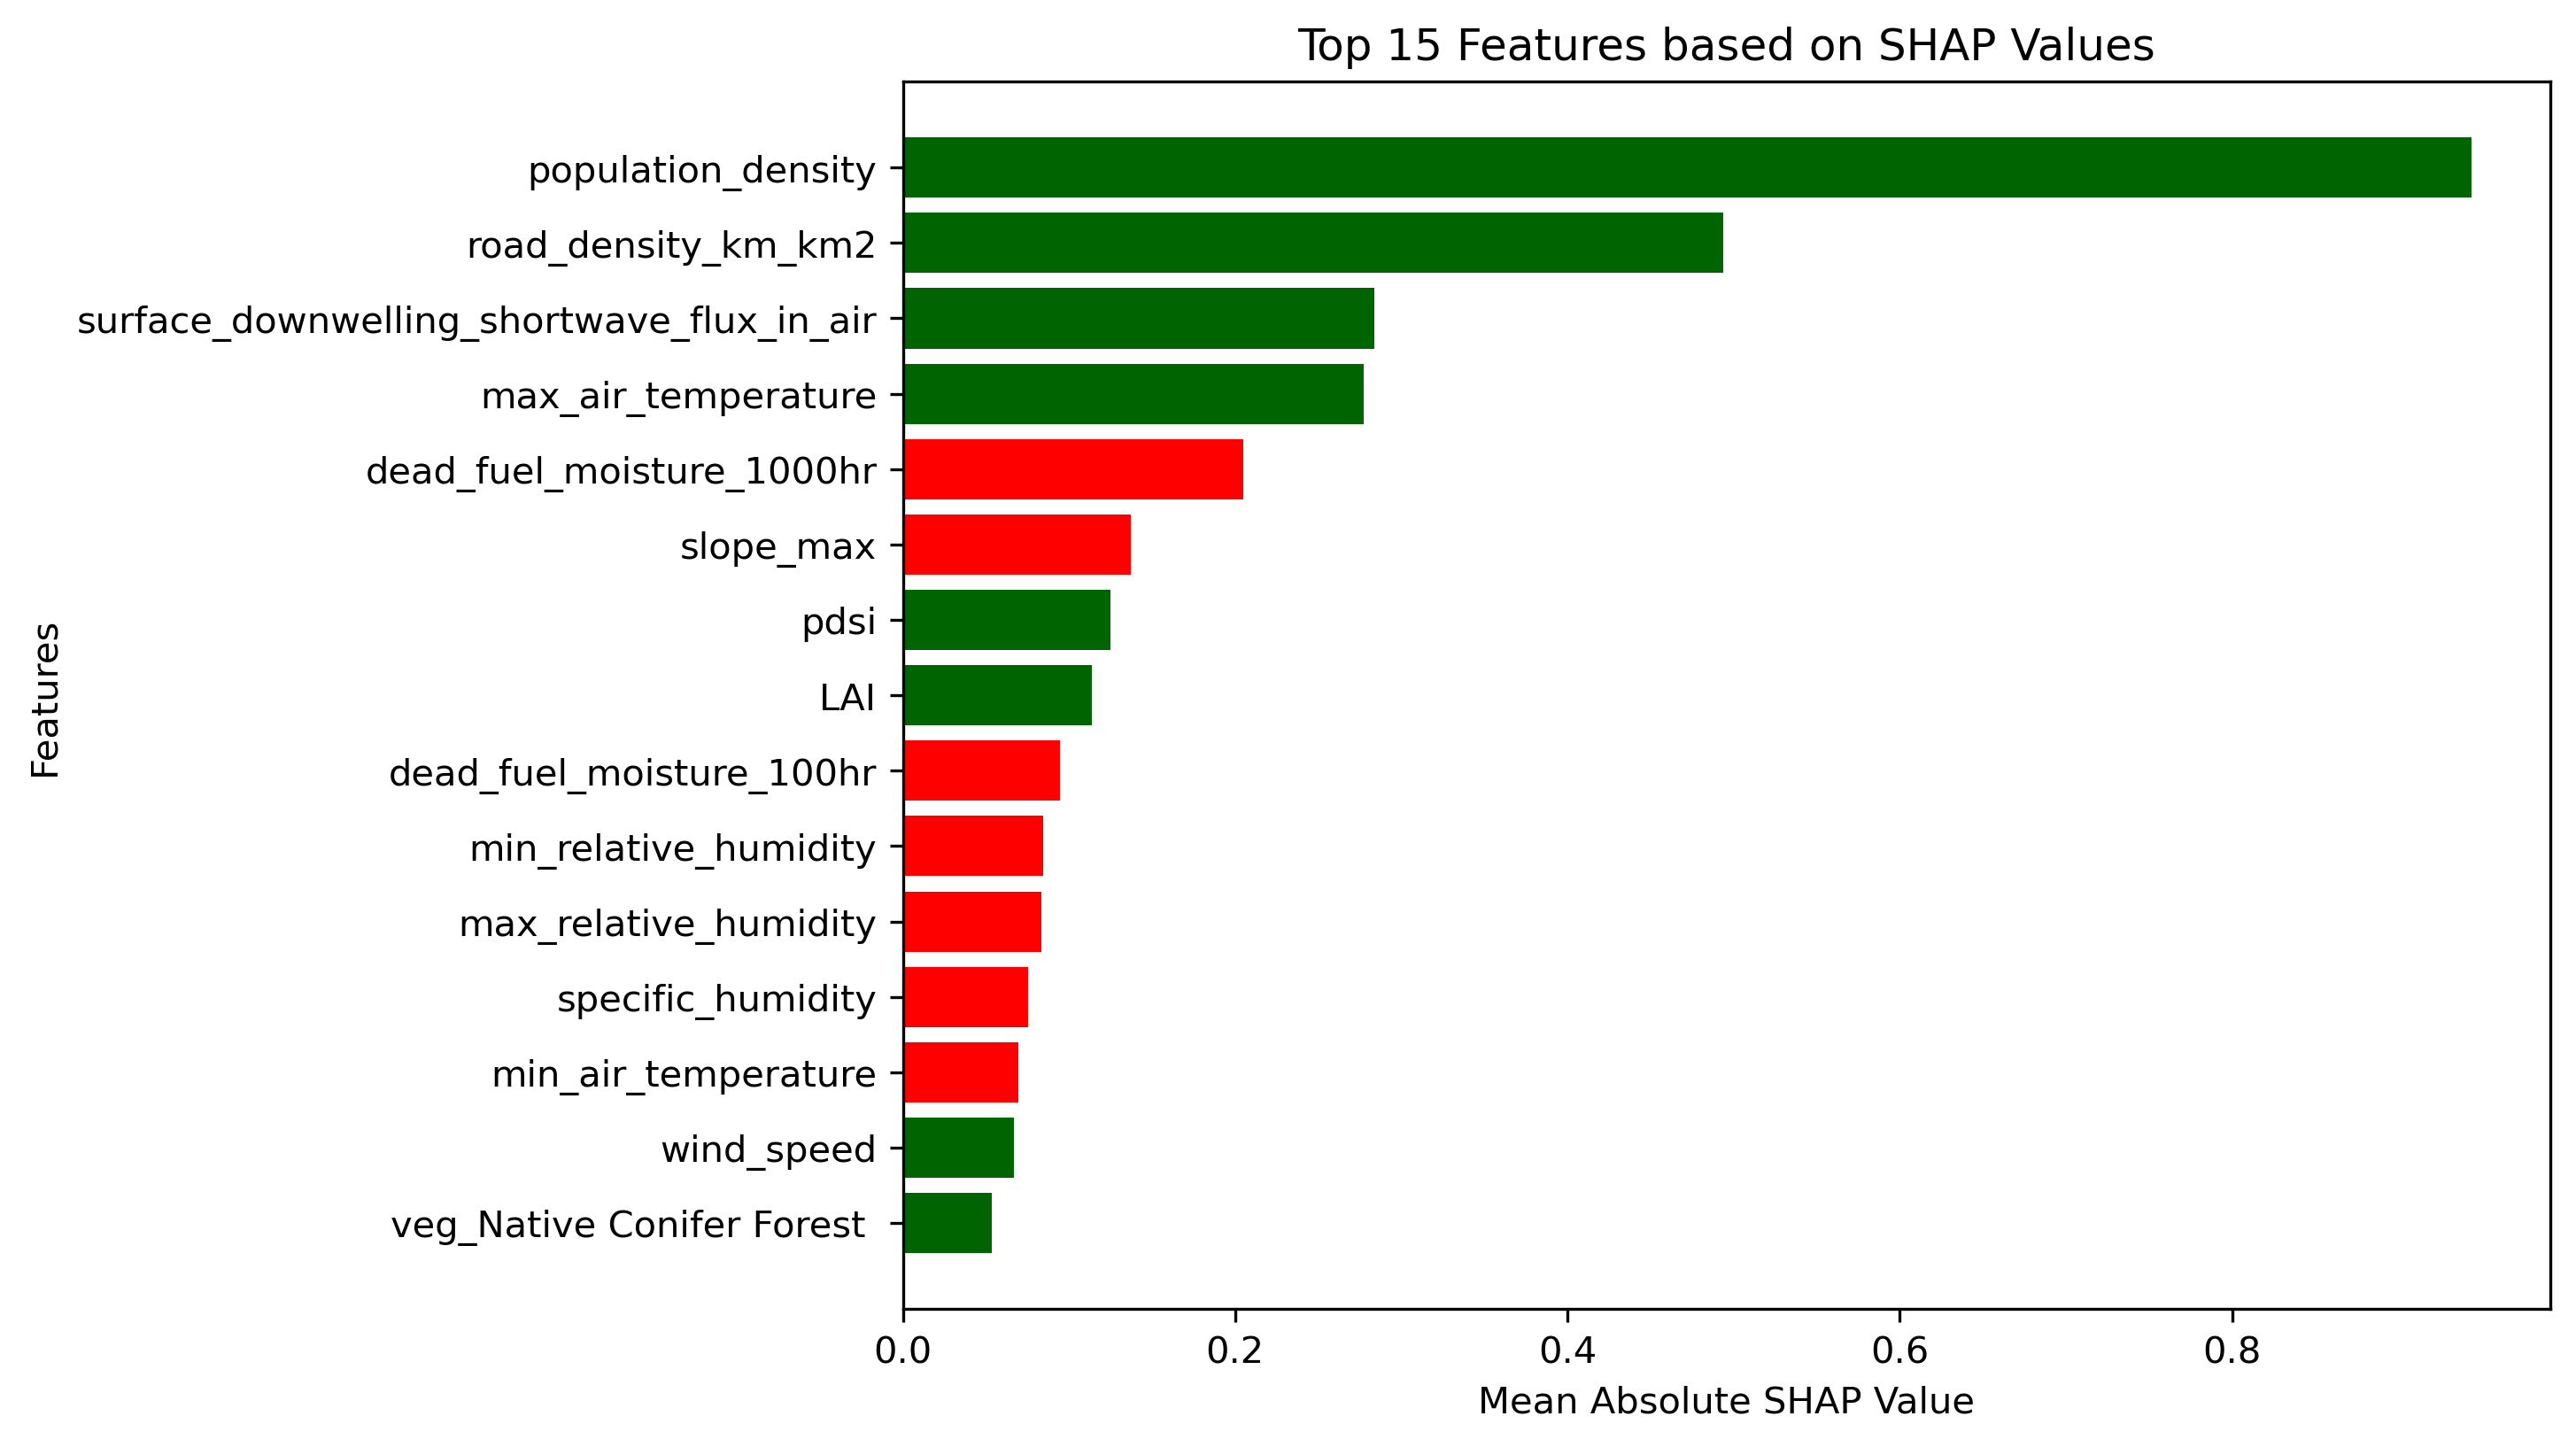 Top 15 Features based on SHAP Values
Features
population_density
road_density_km_km2
surface_downwelling_shortwave_flux_in_air
max_air_temperature
dead_fuel_moisture_1000hr
slope_max
pdsi
LAI
dead_fuel_moisture_100hr
min_relative_humidity
max_relative_humidity
specific_humidity
min_air_temperature
wind_speed
veg_Native Conifer Forest
0.0 0.2 0.4 0.6 0.8
Mean Absolute SHAP Value